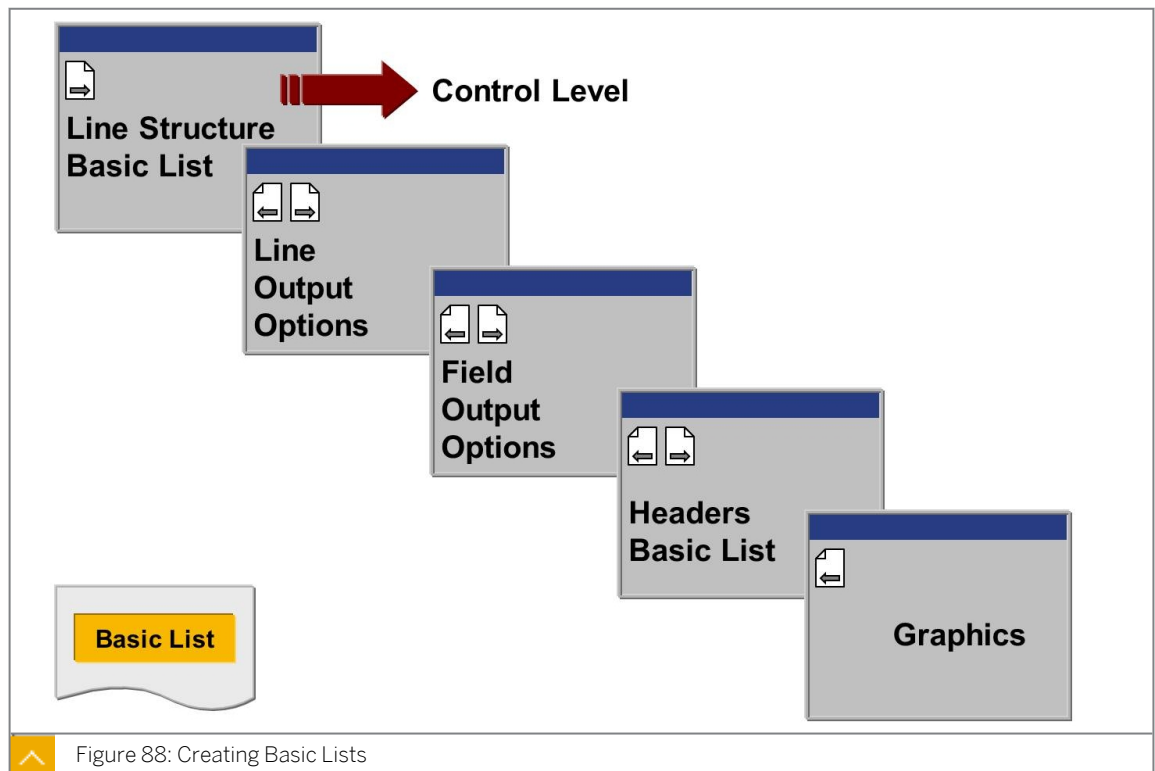 Control Level
Line Structure
Basic List
Line
Output
Options
Field
Output
Options
Headers
Basic List
Graphics
Basic List
Figure 88: Creating Basic Lists